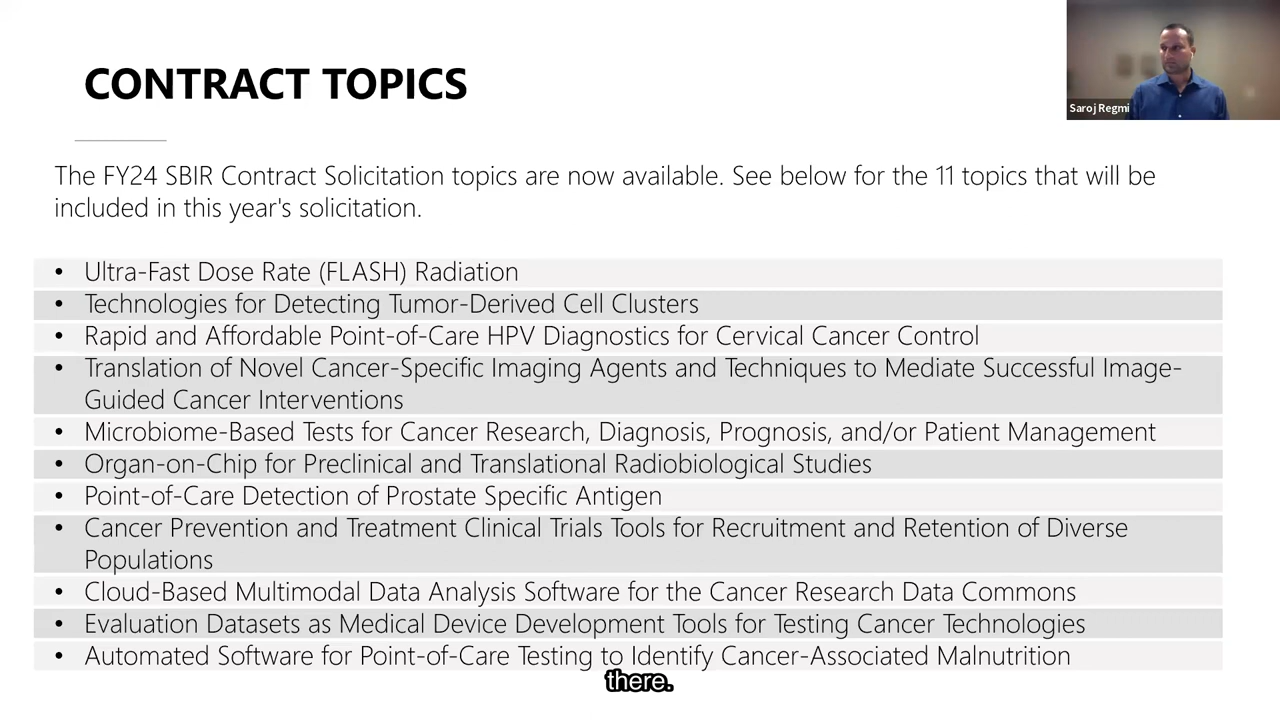 CONTRACT TOPICS
Saroj Regmi
The FY24 SBIR Contract Solicitation topics are now available. See below for the 11 topics that will be
included in this year's solicitation.
• Ultra-Fast Dose Rate (FLASH) Radiation
• Technologies for Detecting Tumor-Derived Cell Clusters
• Rapid and Affordable Point-of-Care HPV Diagnostics for Cervical Cancer Control
• Translation of Novel Cancer-Specific Imaging Agents and Techniques to Mediate Successful Image-
Guided Cancer Interventions
• Microbiome-Based Tests for Cancer Research, Diagnosis, Prognosis, and/or Patient Management
• Organ-on-Chip for Preclinical and Translational Radiobiological Studies
• Point-of-Care Detection of Prostate Specific Antigen
• Cancer Prevention and Treatment Clinical Trials Tools for Recruitment and Retention of Diverse
Populations
• Cloud-Based Multimodal Data Analysis Software for the Cancer Research Data Commons
• Evaluation Datasets as Medical Device Development Tools for Testing Cancer Technologies
• Automated Software for Point-of-Care Testing to Identify Cancer-Associated Malnutrition
there.